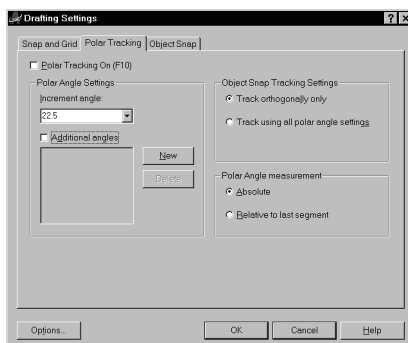 Drafting Settings
Snap and Grid
Polar Tracking
Object Snap
Polar Tracking On (F10)
Polar Angle Settings
Increment angle:
22.5
Additional angles
New
Delete
Object Snap Tracking Settings
Track orthogonally only
Track using all polar angle settings
Polar Angle measurement
Absolute
Relative to last segment
Options...
OK
Cancel
Help